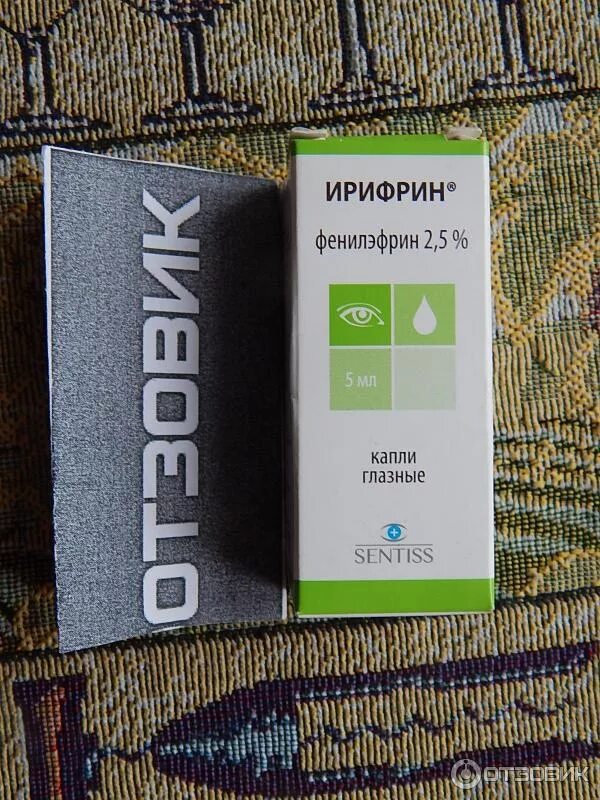 ОТЗОВИК
ИРИФРИН®
фенилэфрин 2,5 %
5 мл
капли
глазные
SENTISS
ОТЗОВИК